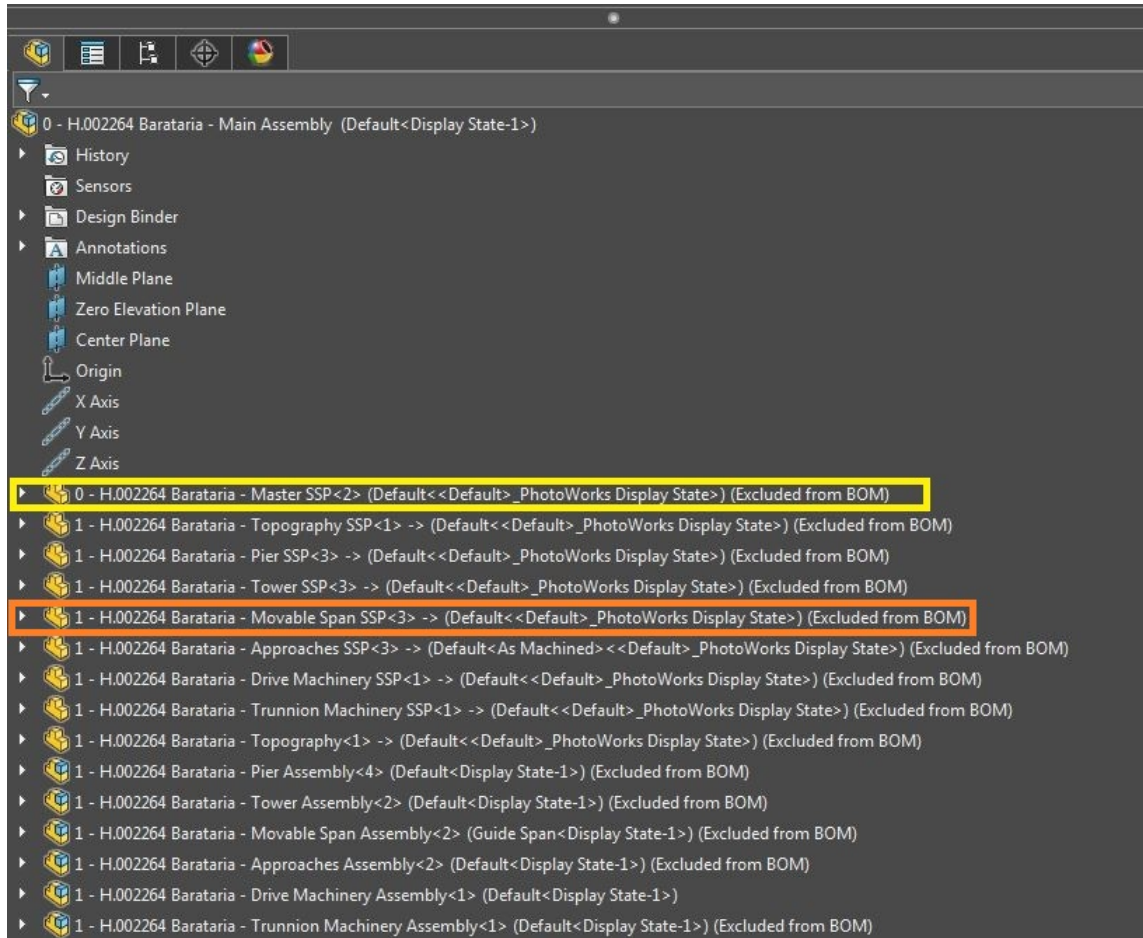 0 - H.002264 Barataria - Main Assembly (Default<Display State-1>)
History
Sensors
Design Binder
A Annotations
Middle Plane
Zero Elevation Plane
Center Plane
Origin
X Axis
Y Axis
Z Axis
0 - H.002264 Barataria - Master SSP<2> (Default<<Default>_PhotoWorks Display State>) (Excluded from BOM)
1 - H.002264 Barataria - Topography SSP<1> -> (Default<<Default>_PhotoWorks Display State>) (Excluded from BOM)
1 - H.002264 Barataria - Pier SSP<3> -> (Default<<Default>_PhotoWorks Display State>) (Excluded from BOM)
1 - H.002264 Barataria - Tower SSP<3> -> (Default<<Default>_PhotoWorks Display State>) (Excluded from BOM)
1 - H.002264 Barataria - Movable Span SSP<3> -> (Default<<Default>_PhotoWorks Display State>) (Excluded from BOM)
1 - H.002264 Barataria - Approaches SSP<3> -> (Default<As Machined><<Default>_PhotoWorks Display State>) (Excluded from BOM)
1 - H.002264 Barataria - Drive Machinery SSP<1> -> (Default<<Default>_PhotoWorks Display State>) (Excluded from BOM)
1 - H.002264 Barataria - Trunnion Machinery SSP<1> -> (Default<<Default>_PhotoWorks Display State>) (Excluded from BOM)
1 - H.002264 Barataria - Topography<1> -> (Default<<Default>_PhotoWorks Display State>) (Excluded from BOM)
1 - H.002264 Barataria - Pier Assembly<4> (Default<Display State-1>) (Excluded from BOM)
1 - H.002264 Barataria - Tower Assembly<2> (Default<Display State-1>) (Excluded from BOM)
1 - H.002264 Barataria - Movable Span Assembly<2> (Guide Span<Display State-1>) (Excluded from BOM)
1 - H.002264 Barataria - Approaches Assembly<2> (Default<Display State-1>) (Excluded from BOM)
1 - H.002264 Barataria - Drive Machinery Assembly<1> (Default<Display State-1>)
1 - H.002264 Barataria - Trunnion Machinery Assembly<1> (Default<Display State-1>) (Excluded from BOM)